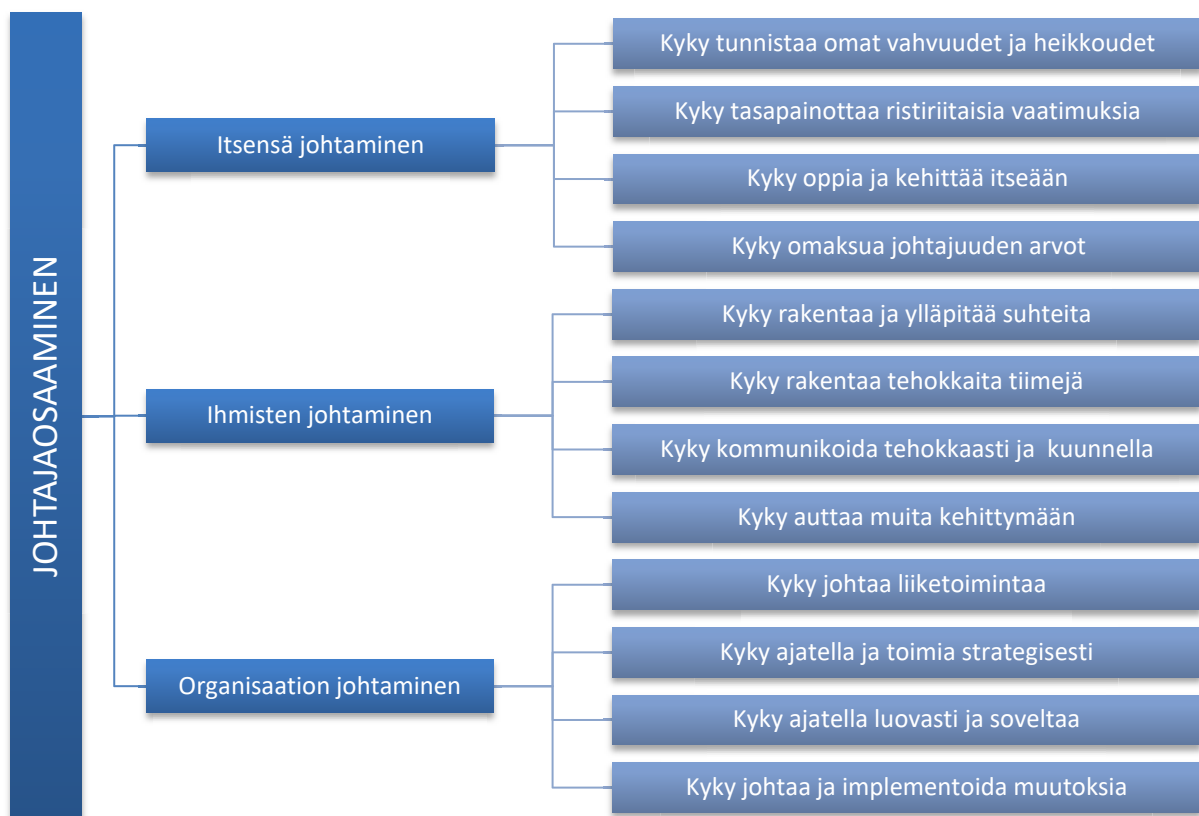 JOHTAJAOSAAMINEN
Itsensä johtaminen
Kyky tunnistaa omat vahvuudet ja heikkoudet
Kyky tasapainottaa ristiriitaisia vaatimuksia
Kyky oppia ja kehittää itseään
Kyky omaksua johtajuuden arvot
Ihmisten johtaminen
Kyky rakentaa ja ylläpitää suhteita
Kyky rakentaa tehokkaita tiimejä
Kyky kommunikoida tehokkaasti ja  kuunnella
Kyky auttaa muita kehittymään
Organisaation johtaminen
Kyky johtaa liiketoimintaa
Kyky ajatella ja toimia strategisesti
Kyky ajatella luovasti ja soveltaa
Kyky johtaa ja implementoida muutoksia